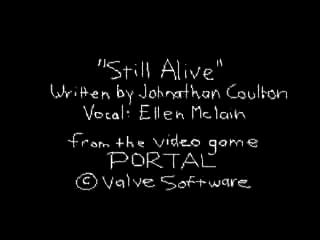 "Still Alive"
Written by Johnathan Coulton
Vocal: Ellen Mclain
from the video game
PORTAL
© Valve Software